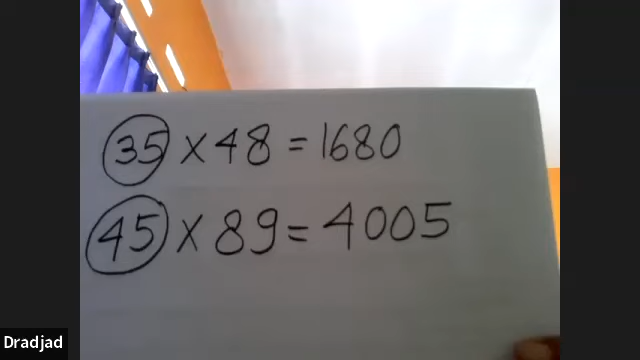 35 × 48 = 1680
45 × 89 = 4005
Dradjad